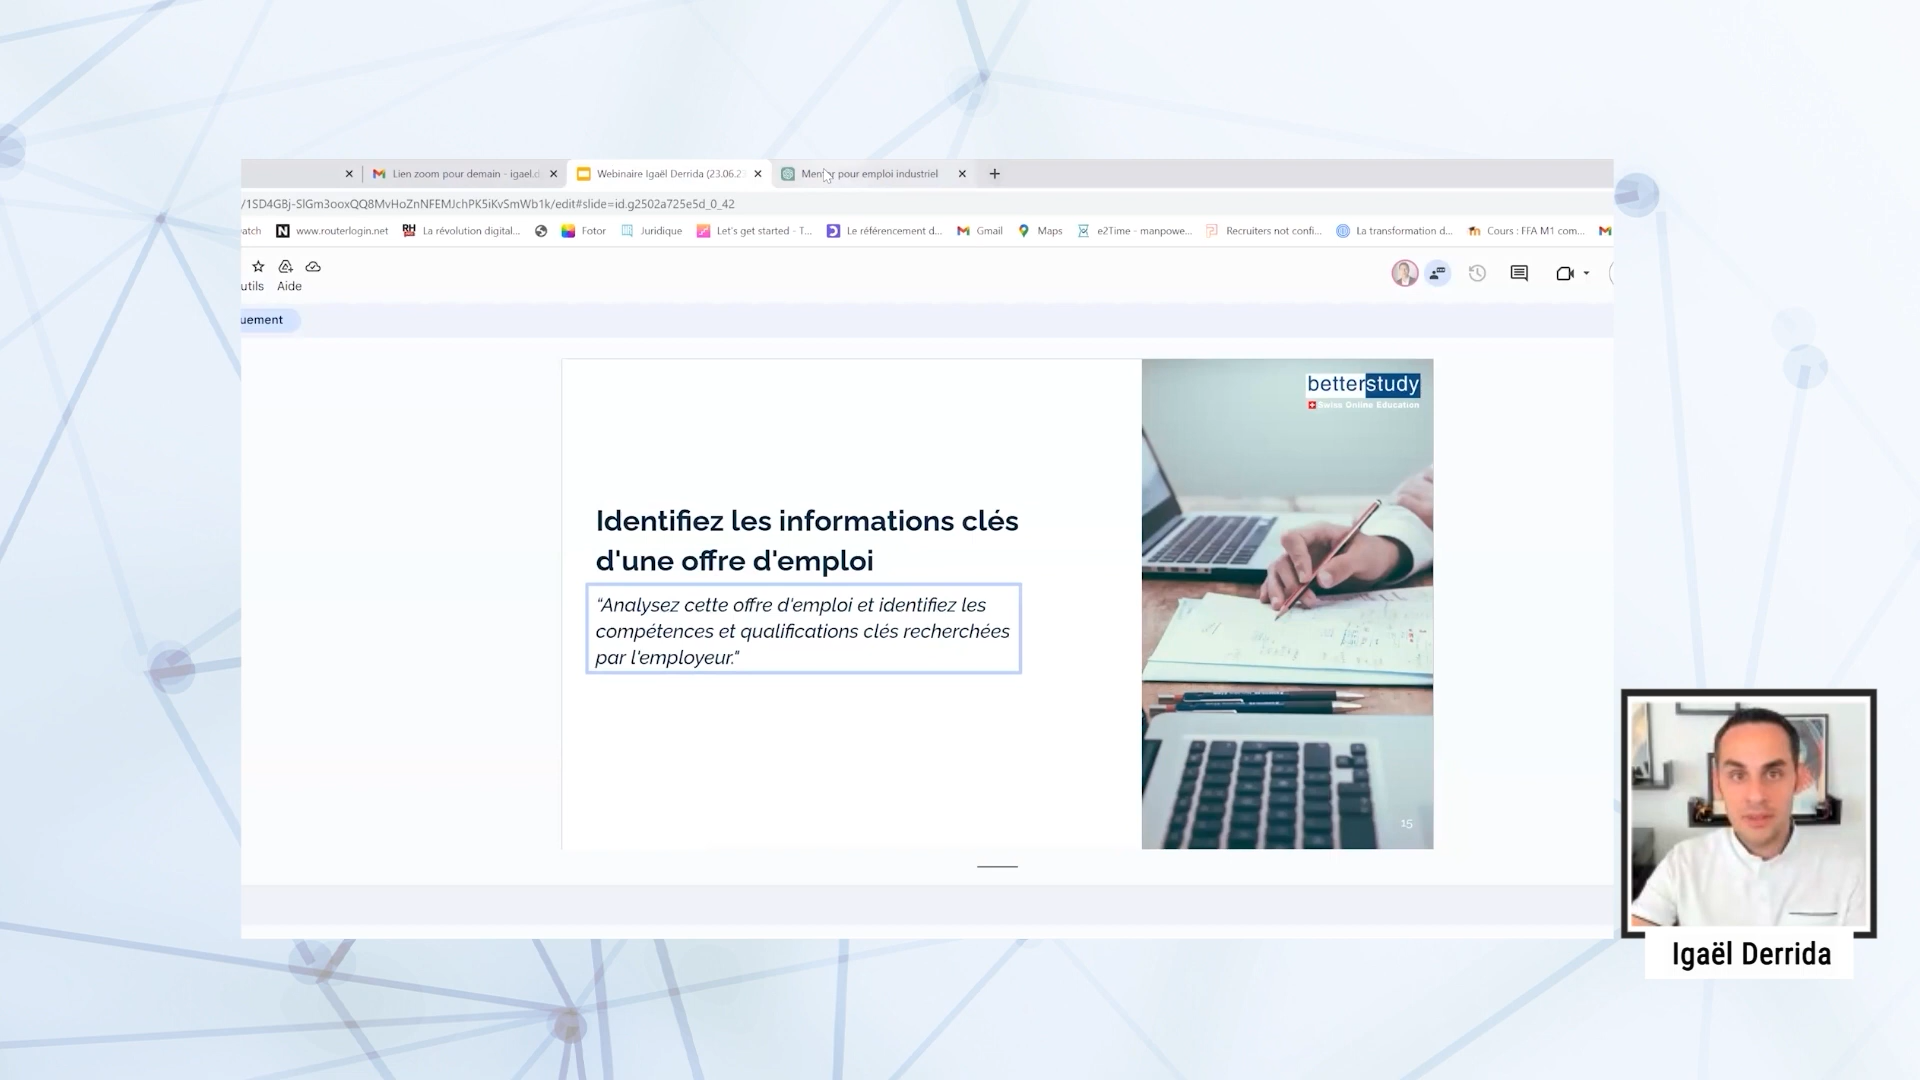 Lien zoom pour demain - igael.d
Webinaire Igaël Derrida (23.06.2
pour emploi industriel
/1SD4GBj-SlGm3ooxQQ8MvHoZnNFEMJchPK5iKvSmWb1k/edit#slide=id.g2502a725e5d_0_42
atch
www.routerlogin.net
La révolution digital...
Fotor
Juridique
Let's get started - T...
Le référencement d...
Gmail
Maps
e2Time - manpowe...
Recruiters not confi...
La transformation d...
Cours : FFA M1 com...
utils Aide
uement
betterstudy
Swiss Online Education
Identifiez les informations clés
d'une offre d'emploi
“Analysez cette offre d'emploi et identifiez les
compétences et qualifications clés recherchées
par l'employeur."
15
Igaël Derrida